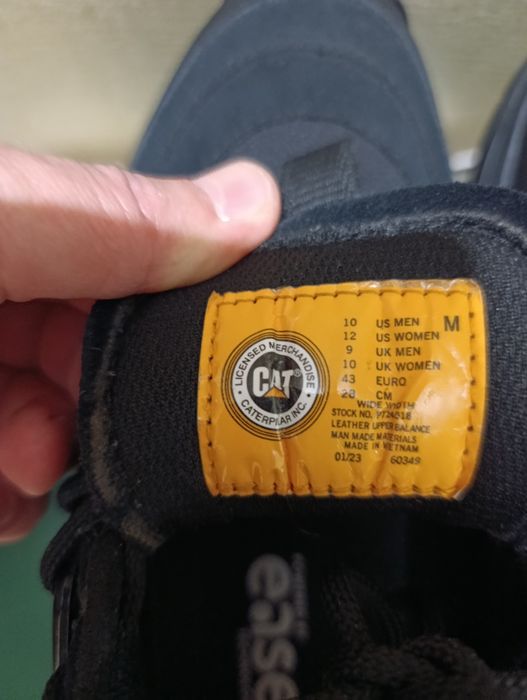 LICENSED MERCHANDISE
CAT®
CATERPILLAR INC.
10 US MEN M
12 US WOMEN
9 UK MEN
10 UK WOMEN
43 EURO
28 CM
WIDE WIDTH
STOCK NO.
LEATHER UPPER BALANCE
MAN MADE MATERIALS
MADE IN VIETNAM
01/23 60349
ease